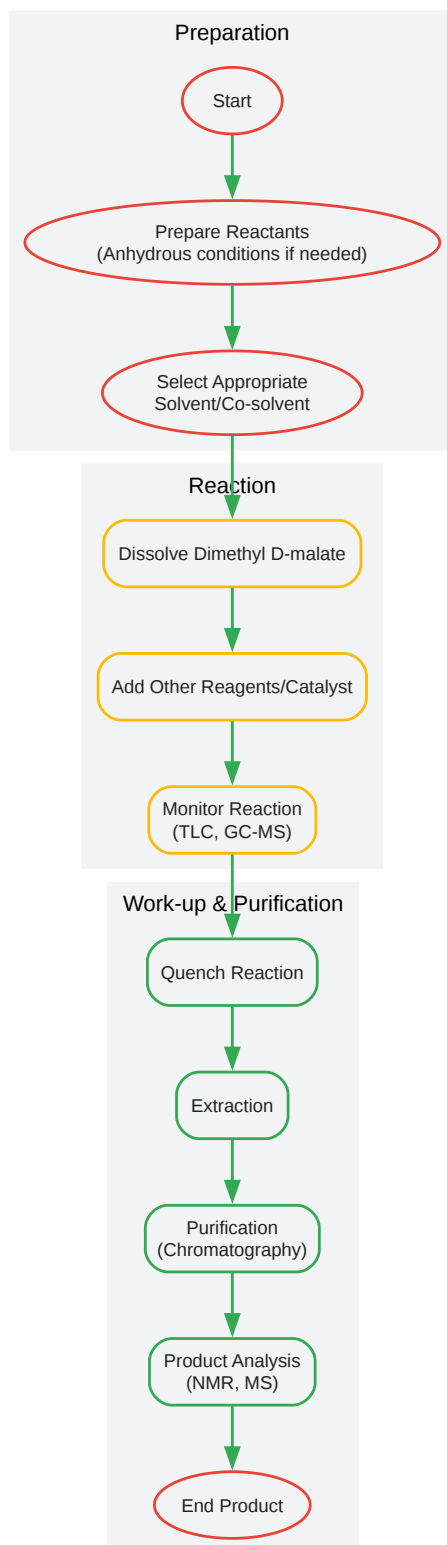 Preparation
Start
Prepare Reactants
(Anhydrous conditions if needed)
Select Appropriate
Solvent/Co-solvent
Reaction
Dissolve Dimethyl D-malate
Add Other Reagents/Catalyst
Monitor Reaction
(TLC, GC-MS)
Work-up & Purification
Quench Reaction
Extraction
Purification
(Chromatography)
Product Analysis
(NMR, MS)
End Product